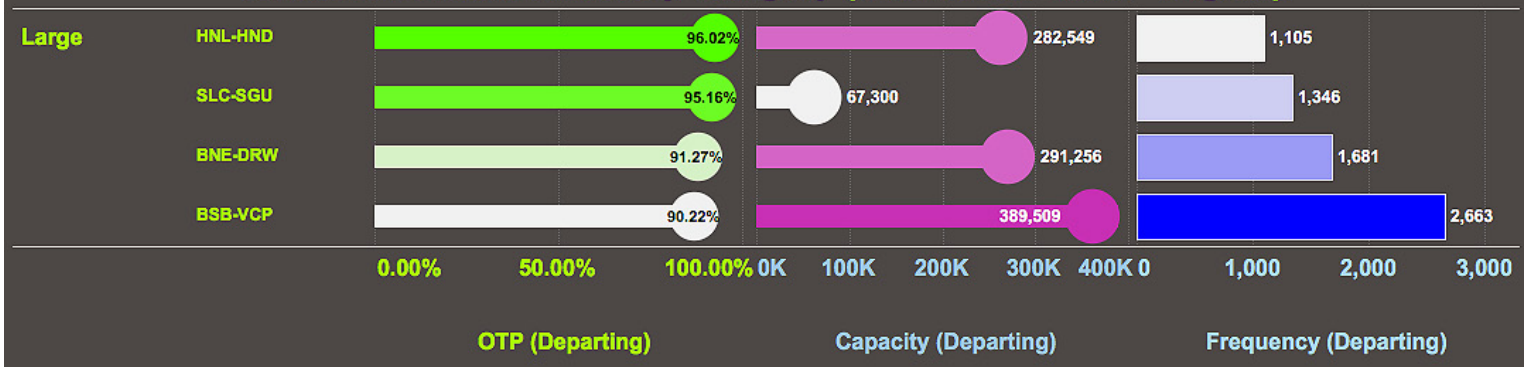 Large HNL-HND 96.02% 282,549 1,105
SLC-SGU 95.16% 67,300 1,346
BNE-DRW 91.27% 291,256 1,681
BSB-VCP 90.22% 389,509 2,663
0.00% 50.00% 100.00% 0K 100K 200K 300K 400K 0 1,000 2,000 3,000
OTP (Departing) Capacity (Departing) Frequency (Departing)